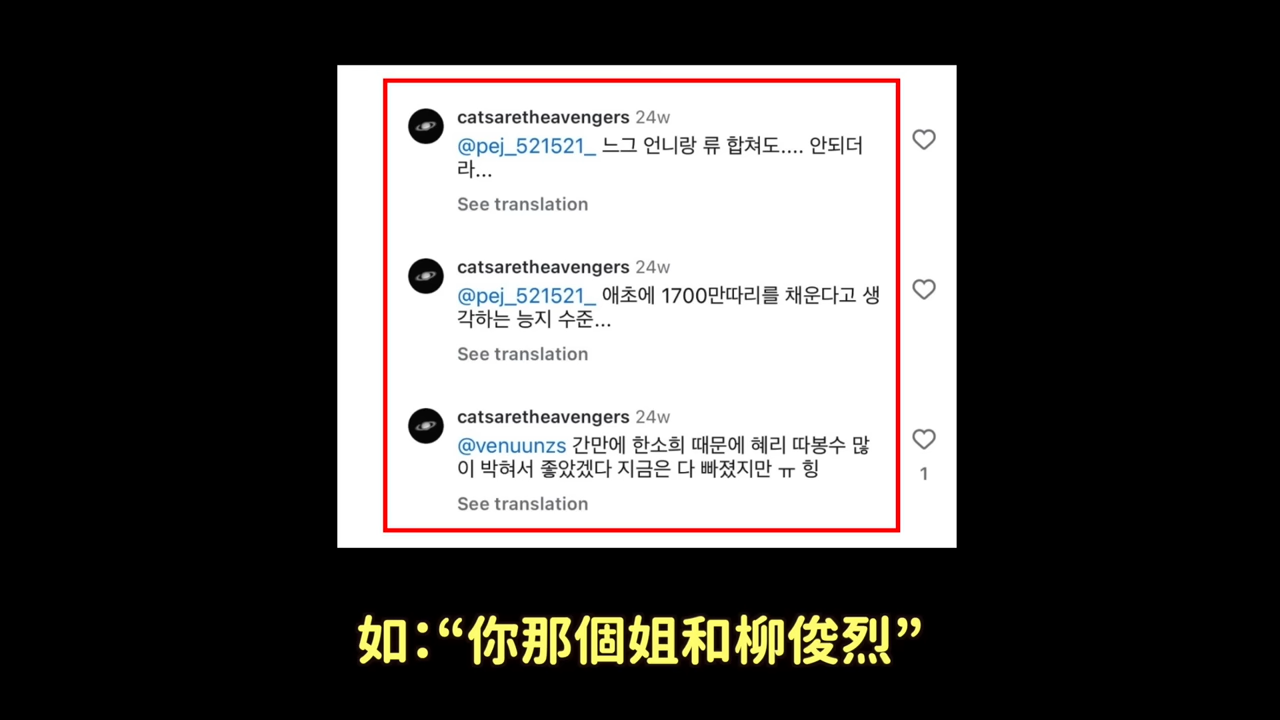 catsaretheavengers 24w
@pej_521521_ 느그 언니랑 류 합쳐도.... 안되더
라...
See translation
catsaretheavengers 24w
@pej_521521_ 애초에 1700만따리를 채운다고 생
각하는 능지 수준...
See translation
catsaretheavengers 24w
@venuunzs 간만에 한소희 때문에 혜리 따봉수 많
이 박혀서 좋았겠다 지금은 다 빠졌지만 ㅠ 힝
1
See translation
如:“你那個姐和柳俊烈”